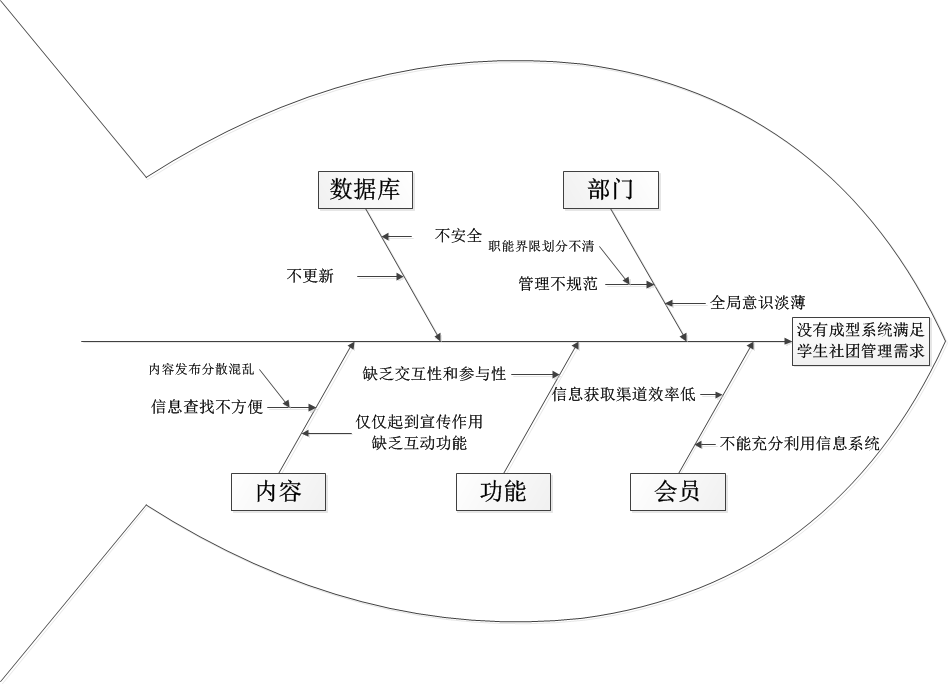 数据库
部门
不安全
职能界限划分不清
不更新
管理不规范
全局意识淡薄
没有成型系统满足
学生社团管理需求
内容发布分散混乱
缺乏交互性和参与性
信息查找不方便
信息获取渠道效率低
仅仅起到宣传作用
缺乏互动功能
不能充分利用信息系统
内容
功能
会员